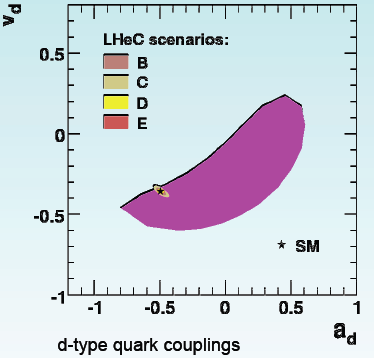 v_d
LHeC scenarios:
B
C
D
E
0.5
0
-0.5
-1
★ SM
-1 -0.5 0 0.5 1
a_d
d-type quark couplings